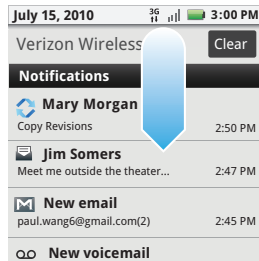 July 15, 2010 3G 3:00 PM
Verizon Wireless Clear
Notifications
Mary Morgan
Copy Revisions 2:50 PM
Jim Somers
Meet me outside the theater... 2:47 PM
New email
paul.wang6@gmail.com(2) 2:45 PM
New voicemail